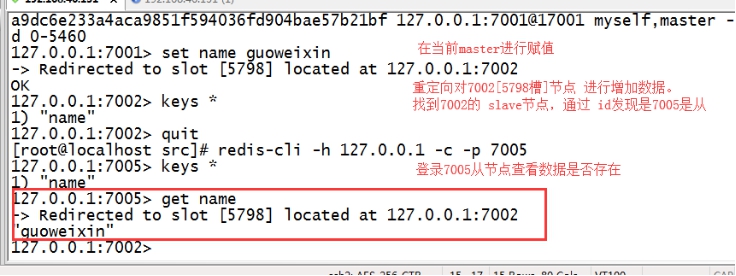 a9dc6e233a4aca9851f594036fd904bae57b21bf 127.0.0.1:7001@17001 myself,master -
d 0-5460
127.0.0.1:7001> set name guoweixin
在当前master进行赋值
-> Redirected to slot [5798] located at 127.0.0.1:7002
OK
重定向对7002[5798槽]节点 进行增加数据。
127.0.0.1:7002> keys *
找到7002的 slave节点，通过 id发现是7005是从
1) "name"
127.0.0.1:7002> quit
[root@localhost src]# redis-cli -h 127.0.0.1 -c -p 7005
127.0.0.1:7005> keys *
登录7005从节点查看数据是否存在
1) "name"
127.0.0.1:7005> get name
-> Redirected to slot [5798] located at 127.0.0.1:7002
"guoweixin"
127.0.0.1:7002>